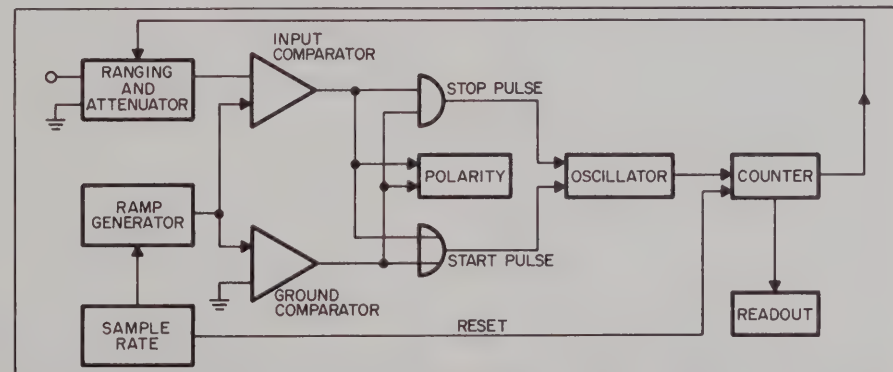 INPUT
COMPARATOR
RANGING
AND
ATTENUATOR
STOP PULSE
POLARITY
OSCILLATOR
COUNTER
RAMP
GENERATOR
START PULSE
GROUND
COMPARATOR
SAMPLE
RATE
RESET
READOUT